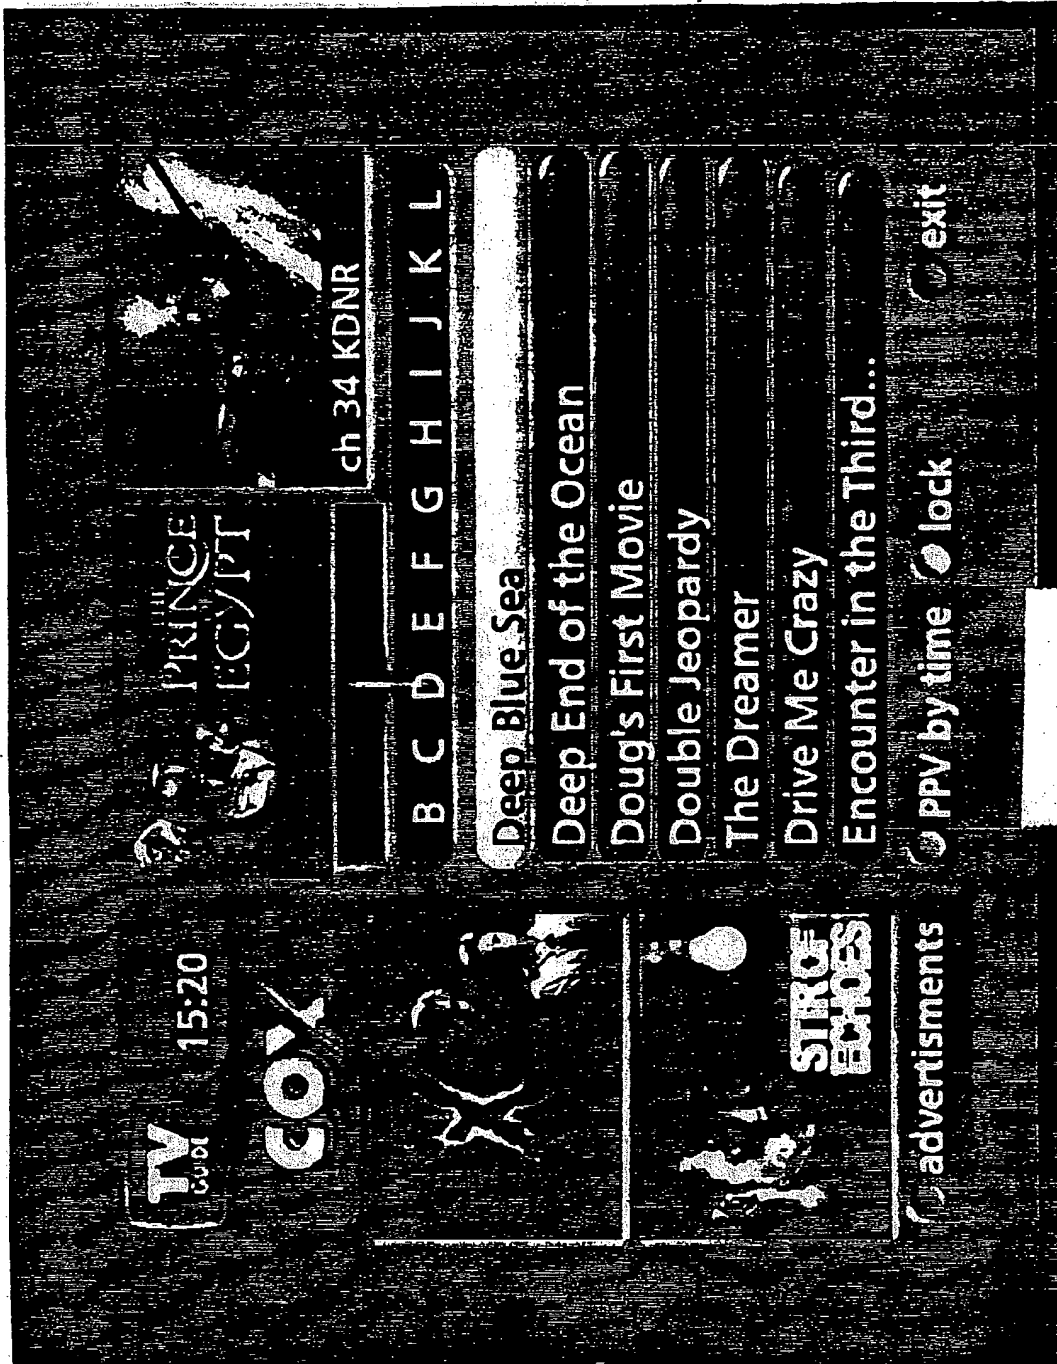 TV
GUIDE
15:20
COX
THE
PRINCE
EGYPT
ch 34 KDNR
B C D E F G H I J K L
Deep Blue Sea
Deep End of the Ocean
Doug's First Movie
Double Jeopardy
The Dreamer
Drive Me Crazy
Encounter in the Third...
X
STIR OF
ECHOES
advertisments
PPV by time
lock
exit